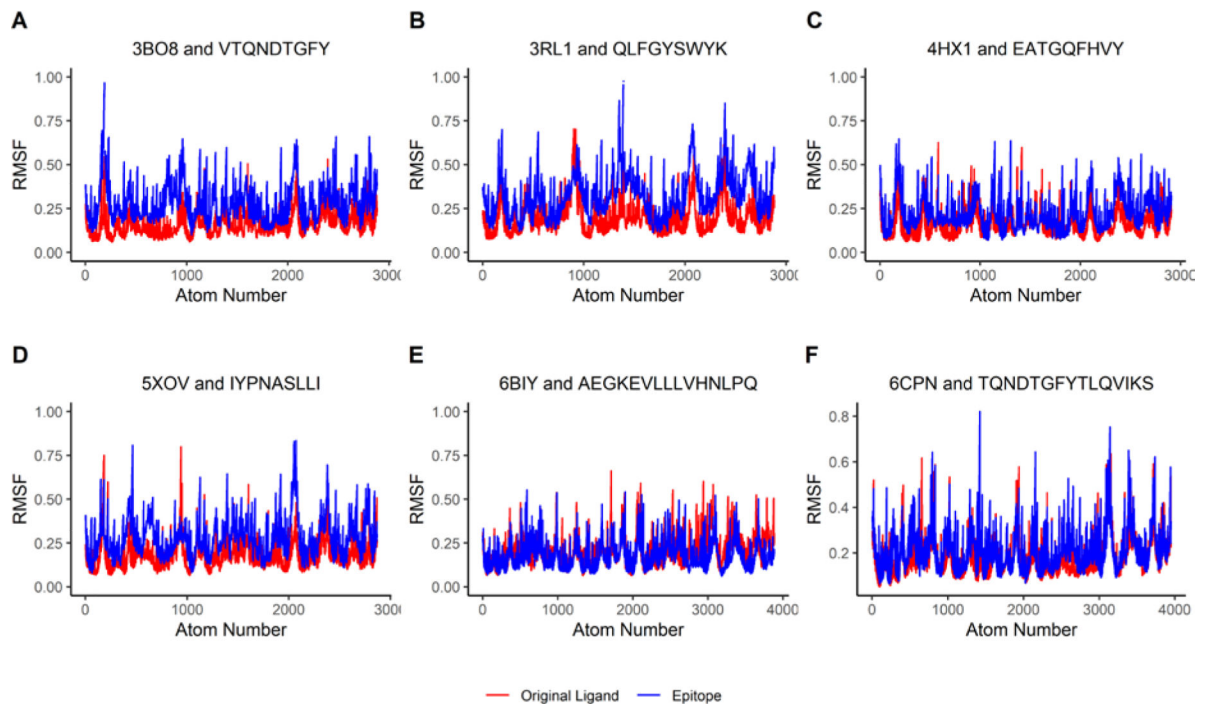 A
3BO8 and VTQNDTGFY
1.00
0.75
0.50
0.25
0.00
RMSF
0
1000
2000
3000
Atom Number
B
3RL1 and QLFGYSWYK
1.00
0.75
0.50
0.25
0.00
RMSF
0
1000
2000
3000
Atom Number
C
4HX1 and EATGQFHVY
1.00
0.75
0.50
0.25
0.00
RMSF
0
1000
2000
3000
Atom Number
D
5XOV and IYPNASLLI
1.00
0.75
0.50
0.25
0.00
RMSF
0
1000
2000
3000
Atom Number
E
6BIY and AEGKEVLLLVHNLPQ
1.00
0.75
0.50
0.25
0.00
RMSF
0
1000
2000
3000
4000
Atom Number
F
6CPN and TQNDTGFYTLQVIKS
0.8
0.6
0.4
0.2
RMSF
0
1000
2000
3000
4000
Atom Number
Original Ligand
Epitope